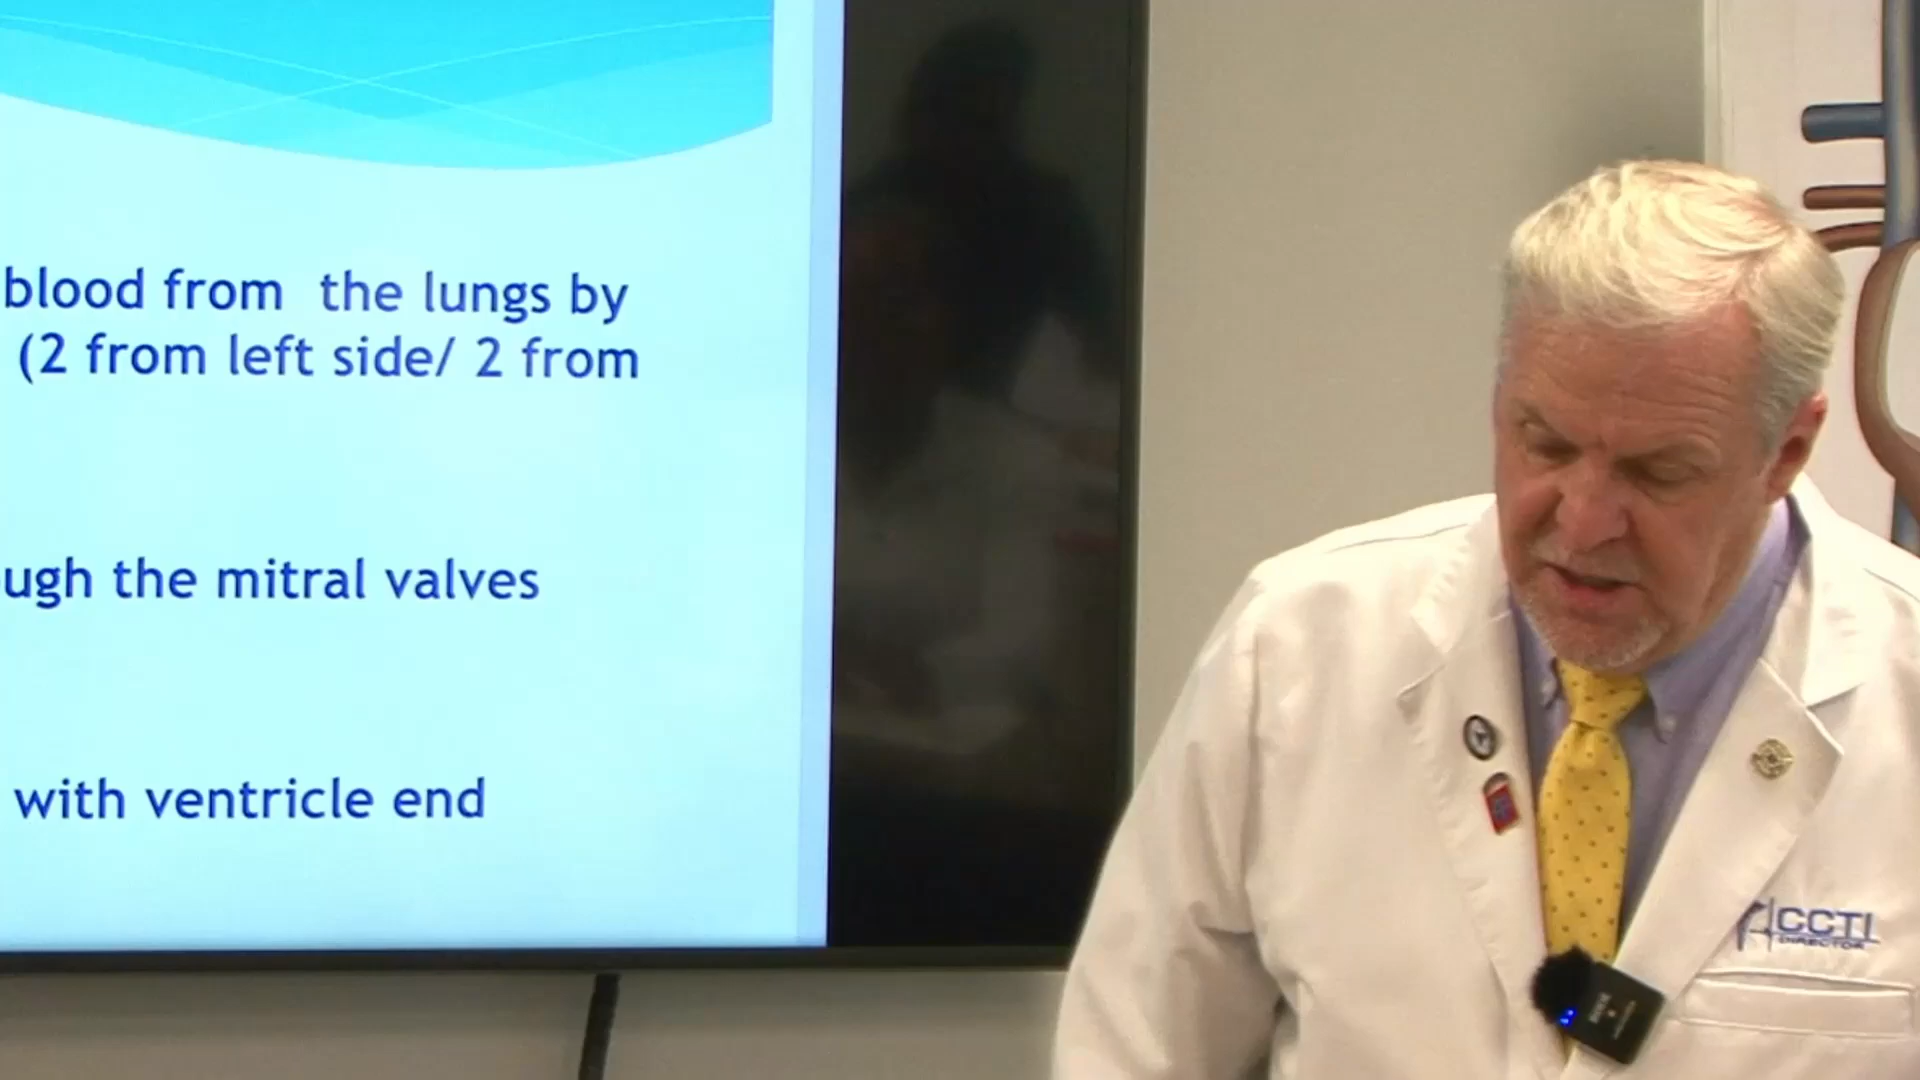 blood from the lungs by
(2 from left side/ 2 from
ugh the mitral valves
with ventricle end
CCTI
DIRECTOR